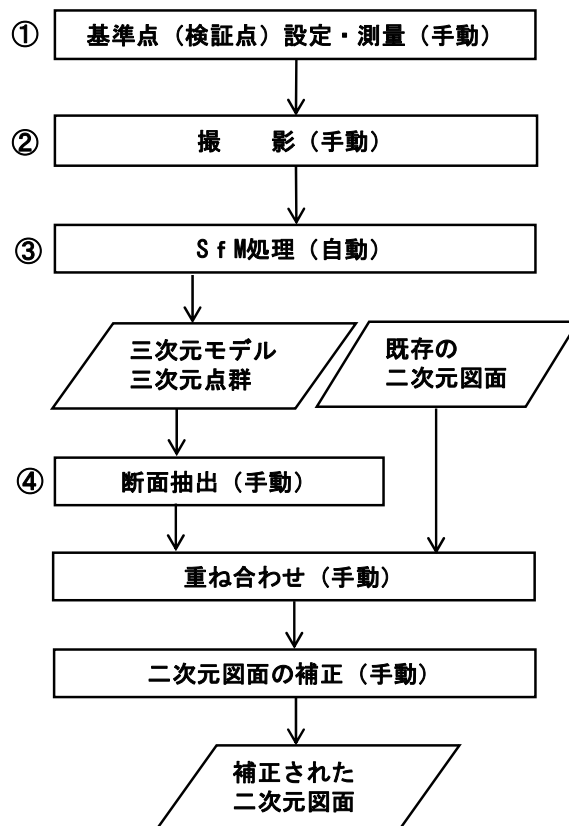 ① 基準点(検証点)設定・測量(手動)
② 撮 影(手動)
③ SfM処理(自動)
三次元モデル
三次元点群
既存の
二次元図面
④ 断面抽出(手動)
重ね合わせ(手動)
二次元図面の補正(手動)
補正された
二次元図面